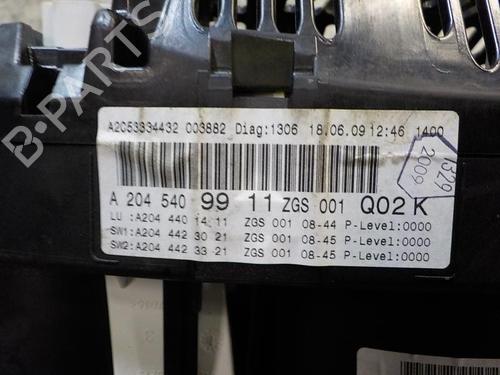 A2C53334432 003882 Diag:1306 18.06.09 12:46 1400
1329
2009
A 204 540 99 11 ZGS 001 Q02 K
LU :A204 440 14 11 ZGS 001 08-44 P-Level:0000
SW1:A204 442 30 21 ZGS 001 08-45 P-Level:0000
SW2:A204 442 33 21 ZGS 001 08-45 P-Level:0000
B-PARTS